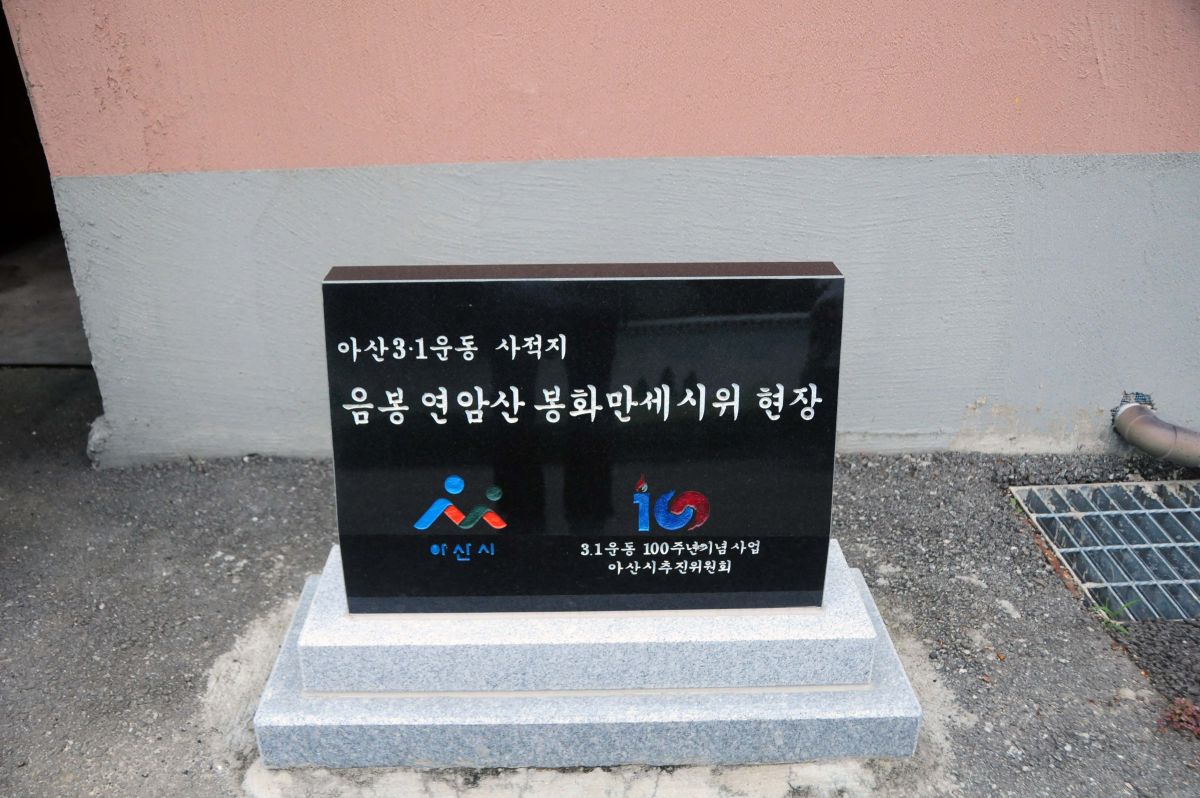 아산3·1운동 사적지
음봉 연암산 봉화만세시위 현장
아산시
100
3.1운동 100주년기념사업
아산시추진위원회